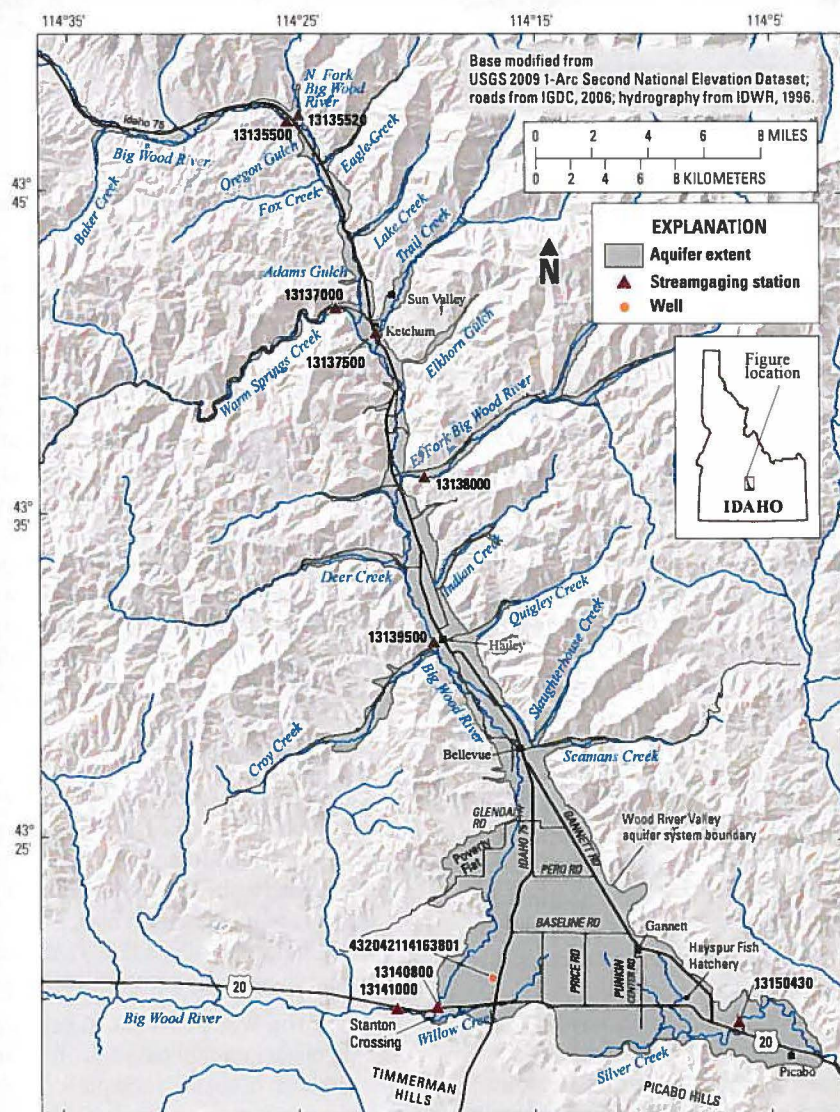 114°35'
114°25'
114°15'
114°5'
Base modified from
USGS 2009 1-Arc Second National Elevation Dataset;
roads from IGDC, 2006; hydrography from IDWR, 1996.
0 2 4 6 8 MILES
0 2 4 6 8 KILOMETERS
EXPLANATION
Aquifer extent
Streamgaging station
Well
N
Figure
location
IDAHO
43°
45'
43°
35'
43°
25'
Idaho 75
N Fork
Big Wood
River
13135500
13135520
Big Wood River
Oregon Gulch
Eagle Creek
Baker Creek
Fox Creek
Lake Creek
Trail Creek
Adams Gulch
13137000
Sun Valley
Ketchum
Warm Springs Creek
13137500
Elkhorn Gulch
E Fork Big Wood River
13138000
Indian Creek
Deer Creek
Quigley Creek
13139500
Hailey
Slaughterhouse Creek
Big Wood River
Croy Creek
Bellevue
Seamans Creek
GLENDALE
RD
IDAHO 75
GANNETT RD
Wood River Valley
aquifer system boundary
Poverty
Flat
PERO RD
BASELINE RD
Gannett
432042114163801
PRICE RD
PUNKIN
CENTER RD
Hayspur Fish
Hatchery
13140800
13141000
13150430
20
Big Wood River
Stanton
Crossing
Willow Creek
20
Silver Creek
Picabo
TIMMERMAN
HILLS
PICABO HILLS